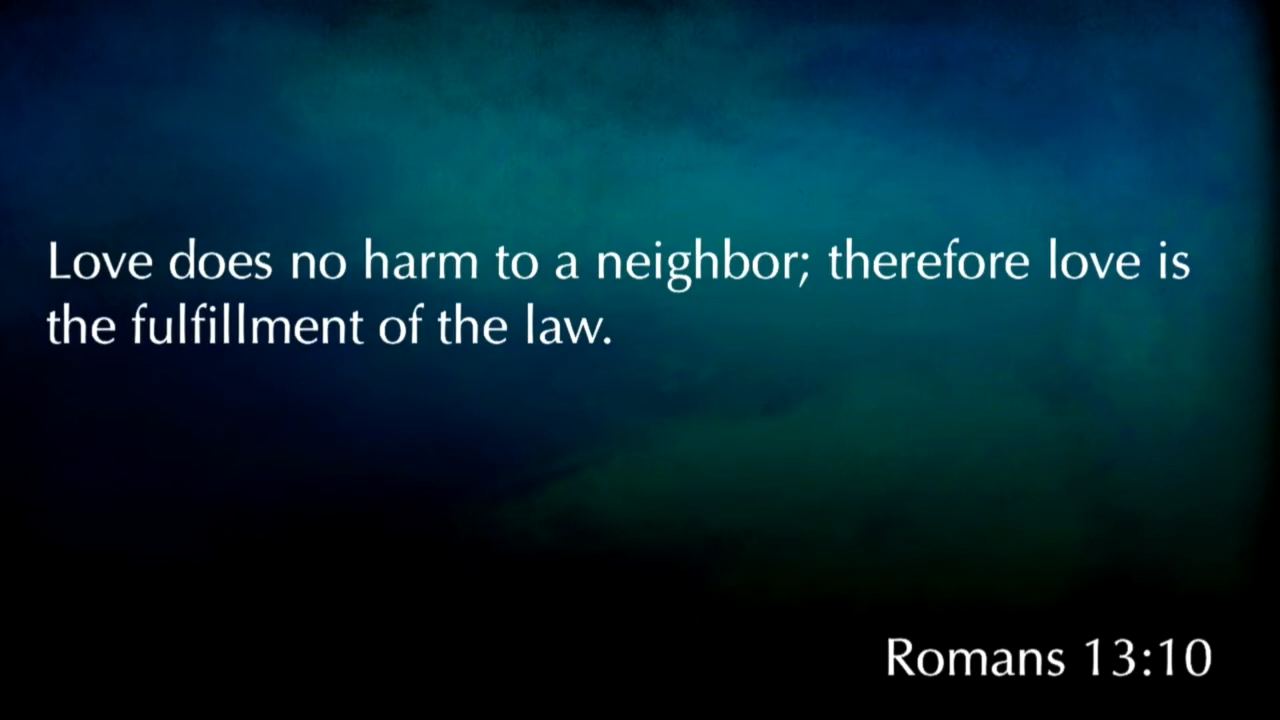 Love does no harm to a neighbor; therefore love is
the fulfillment of the law.
Romans 13:10